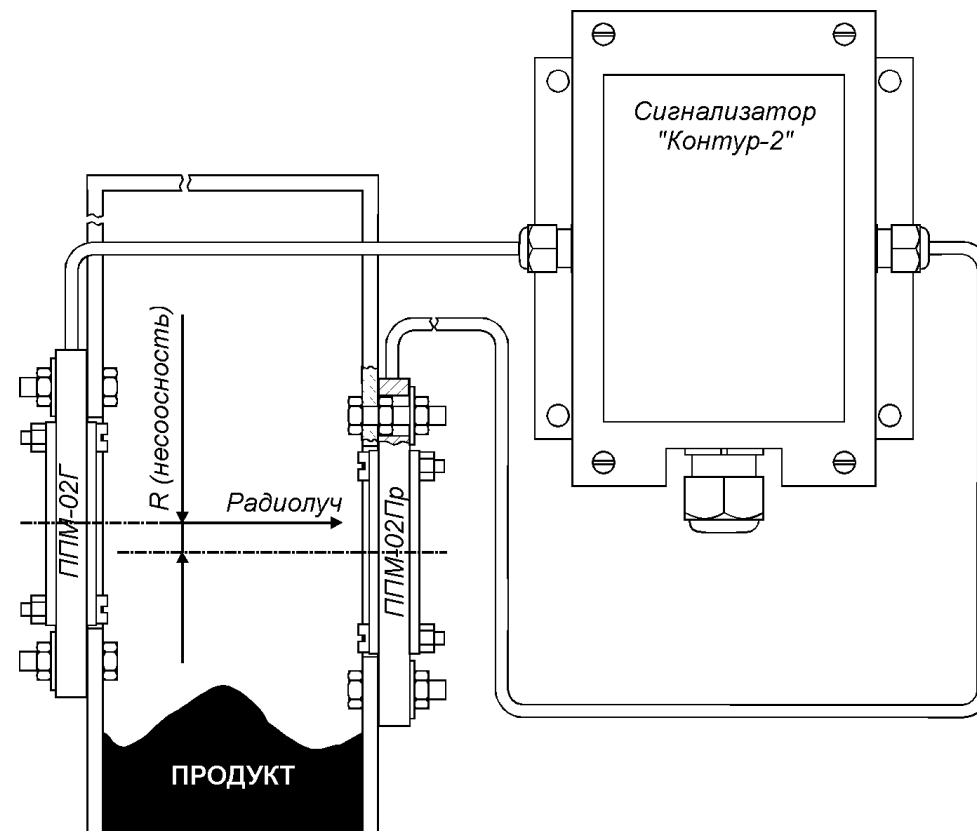 Сигнализатор
"Контур-2"
R (несоосность)
Радиолуч
ППМ-02Г
ППМ-02Пр
ПРОДУКТ